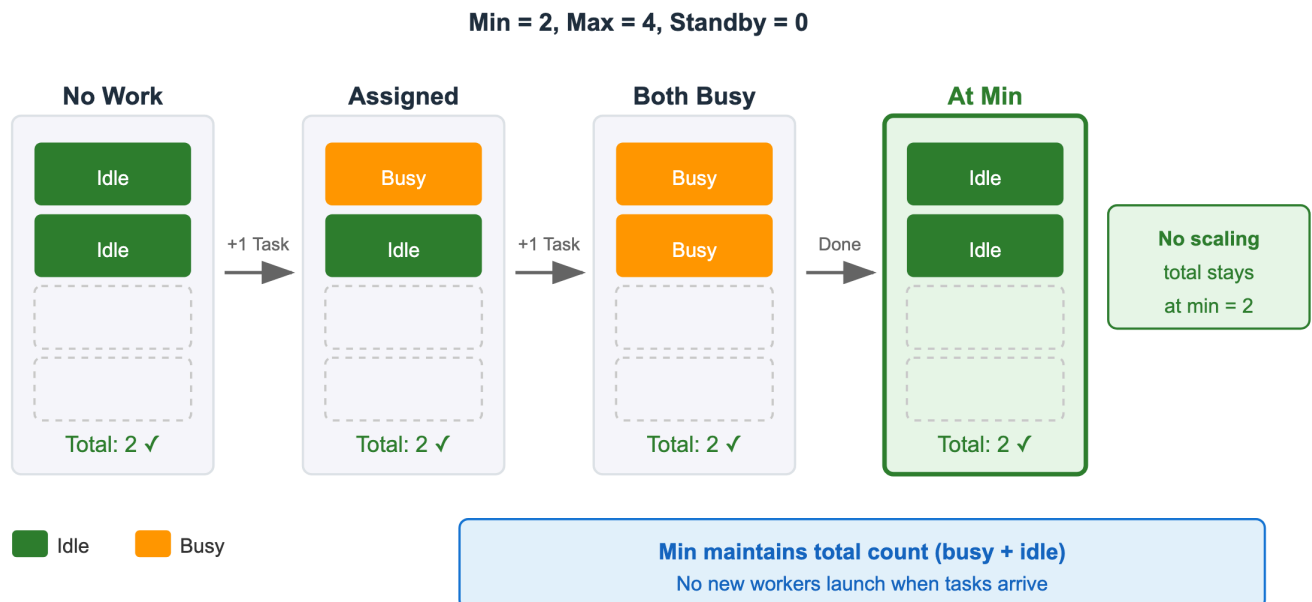 Min = 2, Max = 4, Standby = 0
No Work
Idle
Idle
Total: 2 ✓
+1 Task
Assigned
Busy
Idle
Total: 2 ✓
+1 Task
Both Busy
Busy
Busy
Total: 2 ✓
Done
At Min
Idle
Idle
Total: 2 ✓
No scaling
total stays
at min = 2
Idle
Busy
Min maintains total count (busy + idle)
No new workers launch when tasks arrive